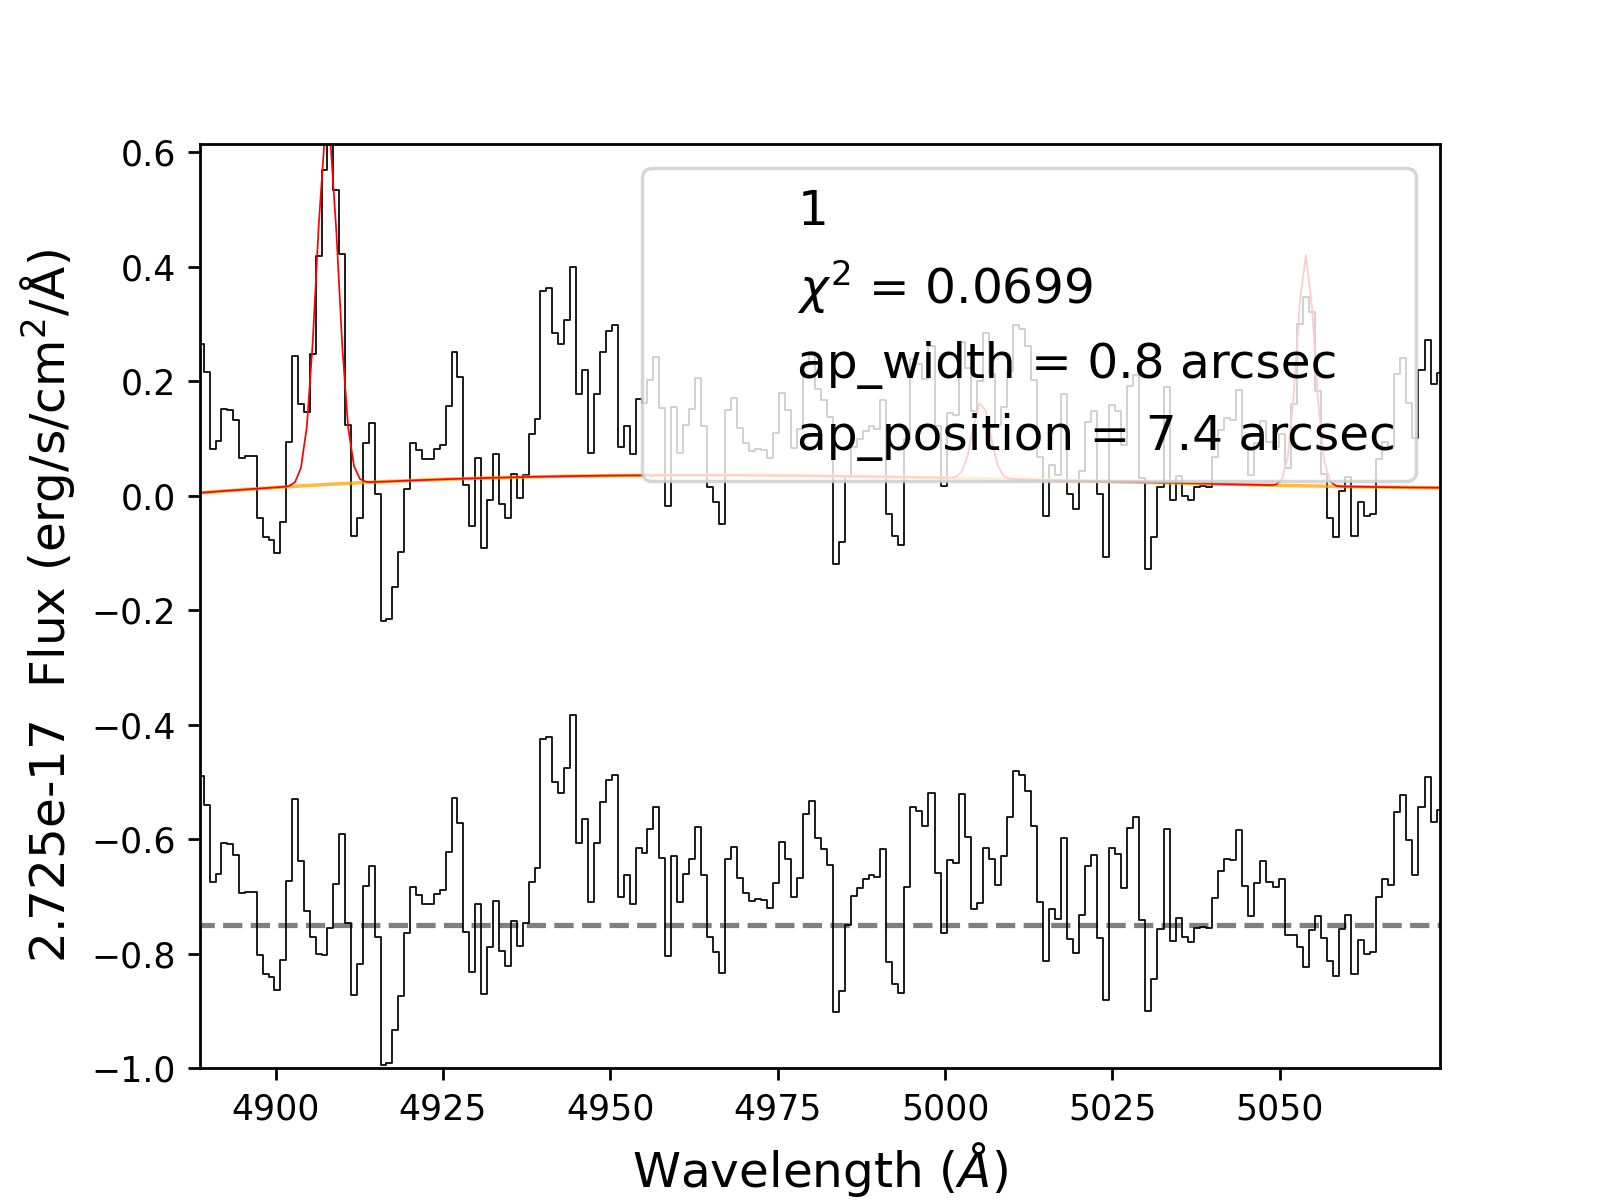 1
χ² = 0.0699
ap_width = 0.8 arcsec
ap_position = 7.4 arcsec
2.725e-17 Flux (erg/s/cm²/Å)
0.6
0.4
0.2
0.0
−0.2
−0.4
−0.6
−0.8
−1.0
4900 4925 4950 4975 5000 5025 5050
Wavelength (Å)